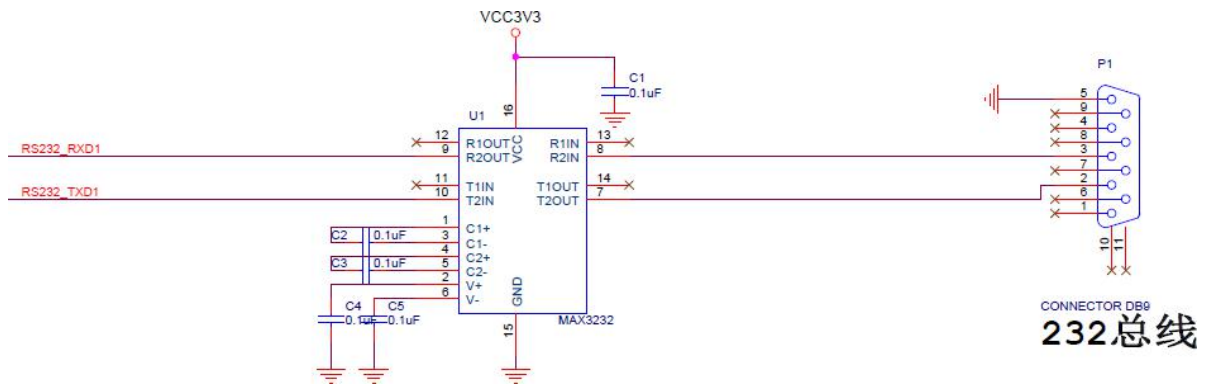 VCC3V3
C1
0.1uF
P1
U1
16
VCC
RS232_RXD1
RS232_TXD1
12 R1OUT R1IN 13
9 R2OUT R2IN 8
11 T1IN T1OUT 14
10 T2IN T2OUT 7
1 C1+
C2 0.1uF 3 C1-
4 C2+
C3 0.1uF 5 C2-
2 V+
6 V-
C4 0.1uF
C5 0.1uF
GND
15
MAX3232
5
9
4
8
3
7
2
6
1
10
11
CONNECTOR DB9
232总线